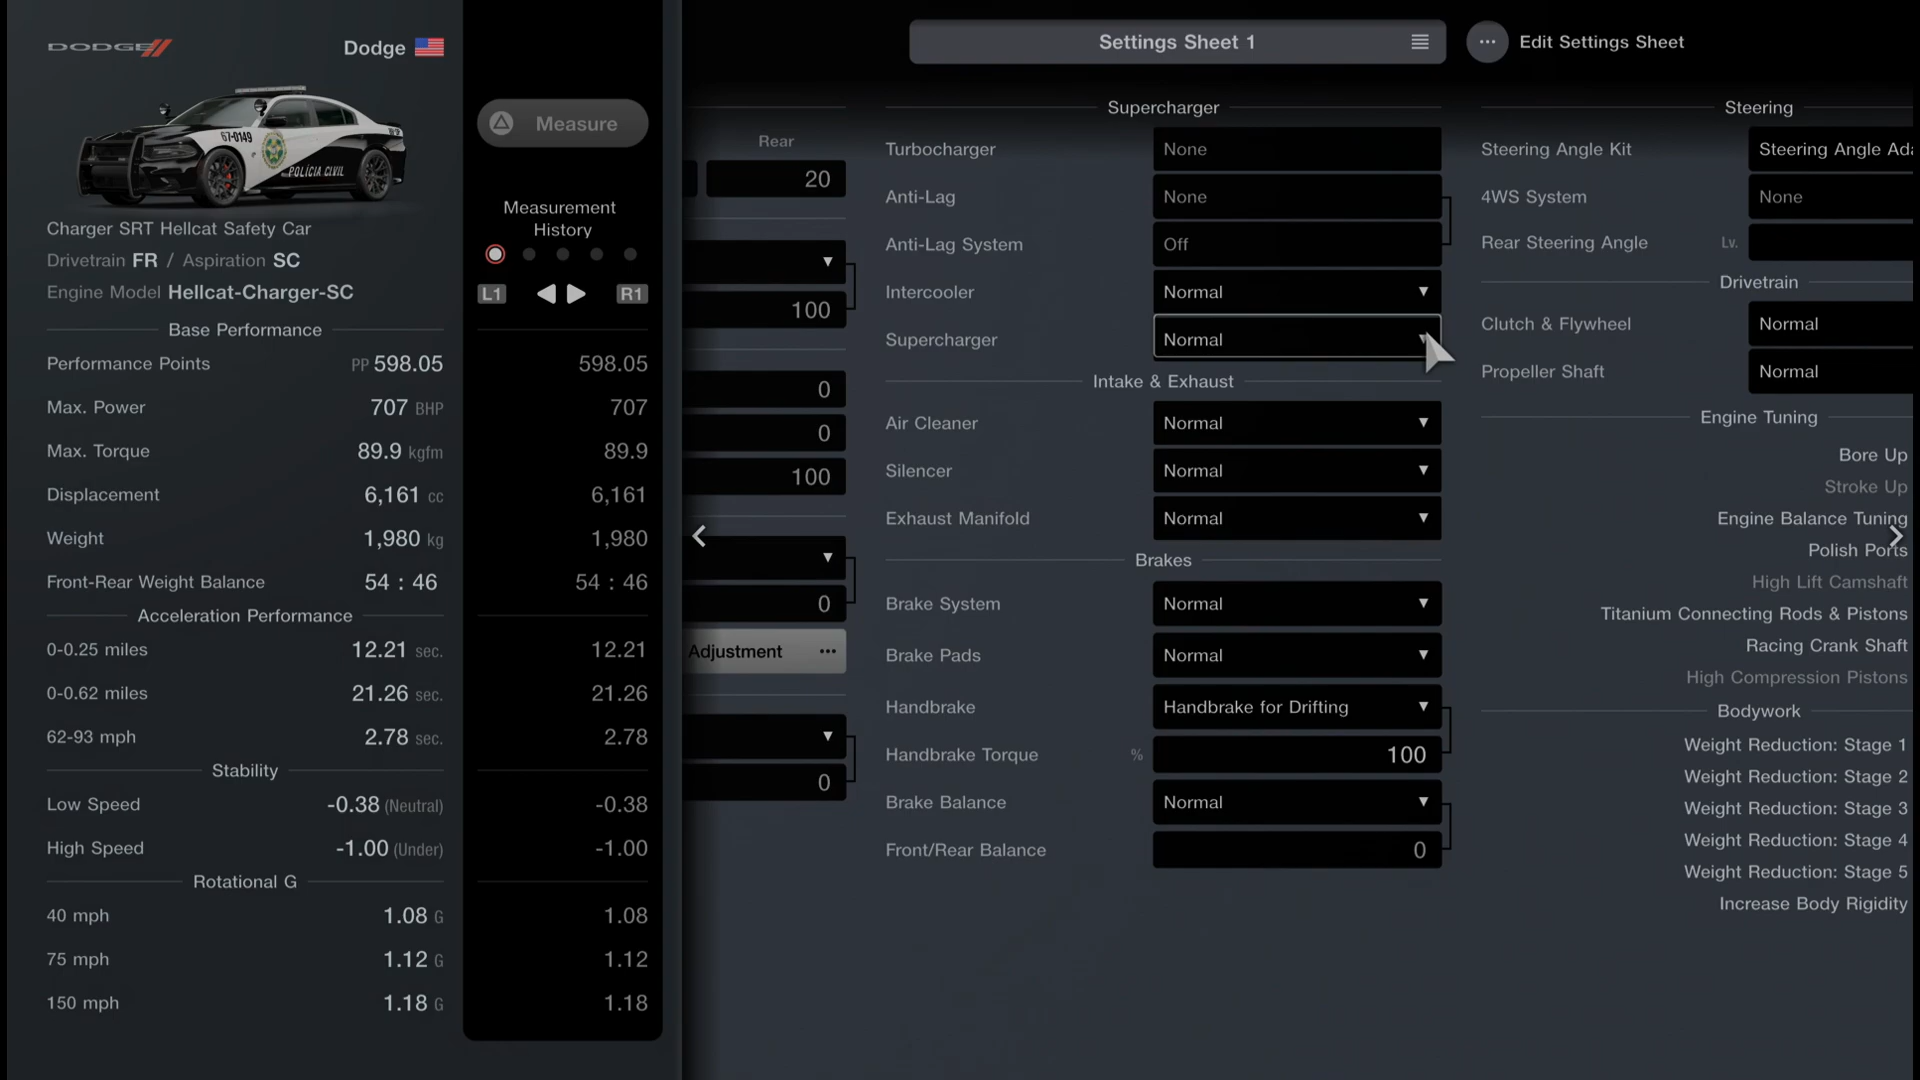 DODGE
Dodge
67-0149
POLÍCIA CIVIL
Charger SRT Hellcat Safety Car
Drivetrain FR / Aspiration SC
Engine Model Hellcat-Charger-SC
Base Performance
Performance Points PP 598.05
Max. Power 707 BHP
Max. Torque 89.9 kgfm
Displacement 6,161 cc
Weight 1,980 kg
Front-Rear Weight Balance 54 : 46
Acceleration Performance
0-0.25 miles 12.21 sec.
0-0.62 miles 21.26 sec.
62-93 mph 2.78 sec.
Stability
Low Speed -0.38 (Neutral)
High Speed -1.00 (Under)
Rotational G
40 mph 1.08 G
75 mph 1.12 G
150 mph 1.18 G
Measure
Measurement
History
L1 R1
598.05
707
89.9
6,161
1,980
54 : 46
12.21
21.26
2.78
-0.38
-1.00
1.08
1.12
1.18
Settings Sheet 1
Edit Settings Sheet
Rear
20
100
0
0
100
0
Adjustment
0
Supercharger
Turbocharger None
Anti-Lag None
Anti-Lag System Off
Intercooler Normal
Supercharger Normal
Intake & Exhaust
Air Cleaner Normal
Silencer Normal
Exhaust Manifold Normal
Brakes
Brake System Normal
Brake Pads Normal
Handbrake Handbrake for Drifting
Handbrake Torque % 100
Brake Balance Normal
Front/Rear Balance 0
Steering
Steering Angle Kit Steering Angle Ada
4WS System None
Rear Steering Angle Lv.
Drivetrain
Clutch & Flywheel Normal
Propeller Shaft Normal
Engine Tuning
Bore Up
Stroke Up
Engine Balance Tuning
Polish Ports
High Lift Camshaft
Titanium Connecting Rods & Pistons
Racing Crank Shaft
High Compression Pistons
Bodywork
Weight Reduction: Stage 1
Weight Reduction: Stage 2
Weight Reduction: Stage 3
Weight Reduction: Stage 4
Weight Reduction: Stage 5
Increase Body Rigidity